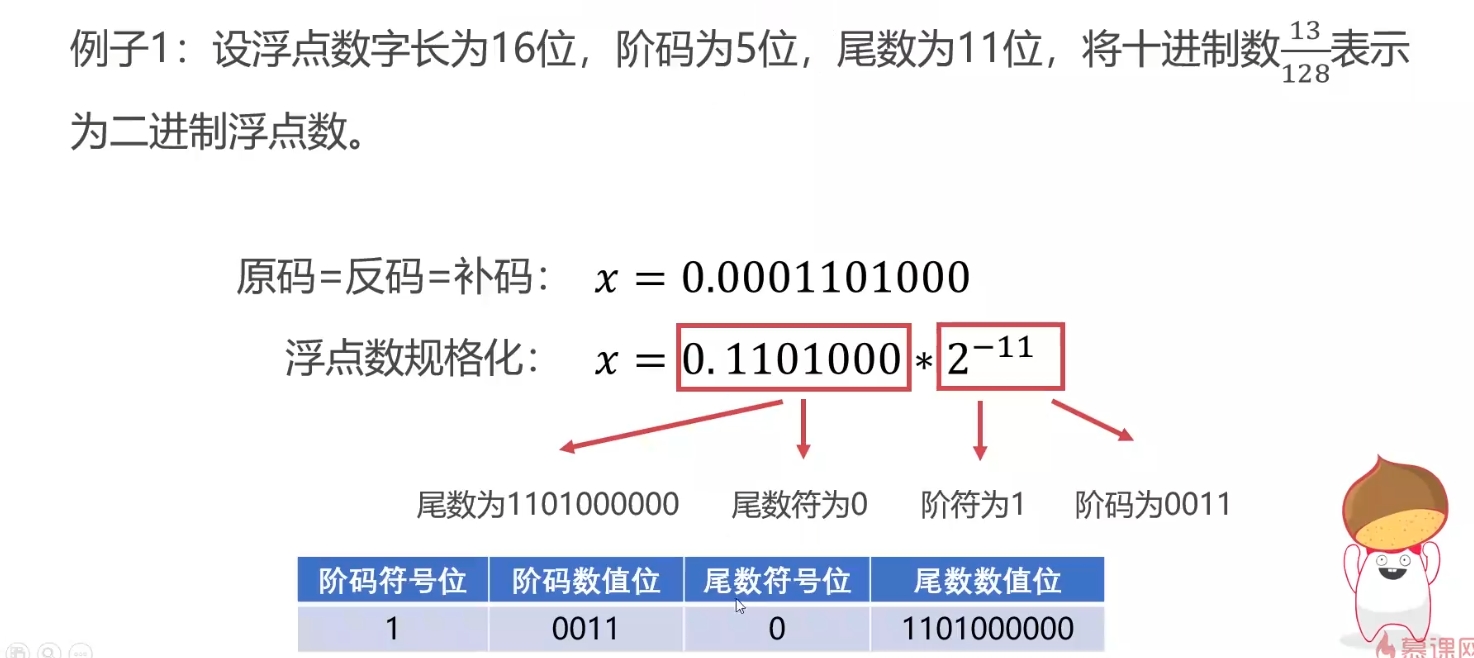 例子1：设浮点数字长为16位，阶码为5位，尾数为11位，将十进制数13/128表示
为二进制浮点数。
原码=反码=补码： x = 0.0001101000
浮点数规格化： x = 0.1101000 * 2^−11
尾数为1101000000 尾数符为0 阶符为1 阶码为0011
阶码符号位 阶码数值位 尾数符号位 尾数数值位
1 0011 0 1101000000
慕课网